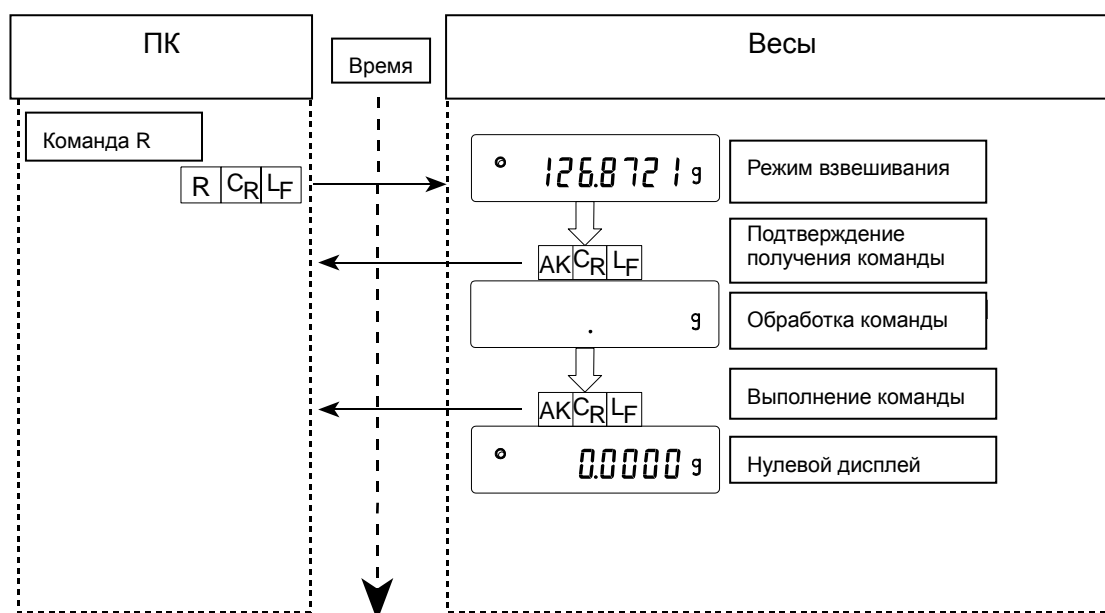 ПК
Время
Весы
Команда R
R CR LF
126.8721 g
Режим взвешивания
AK CR LF
Подтверждение
получения команды
. g
Обработка команды
AK CR LF
Выполнение команды
0.0000 g
Нулевой дисплей